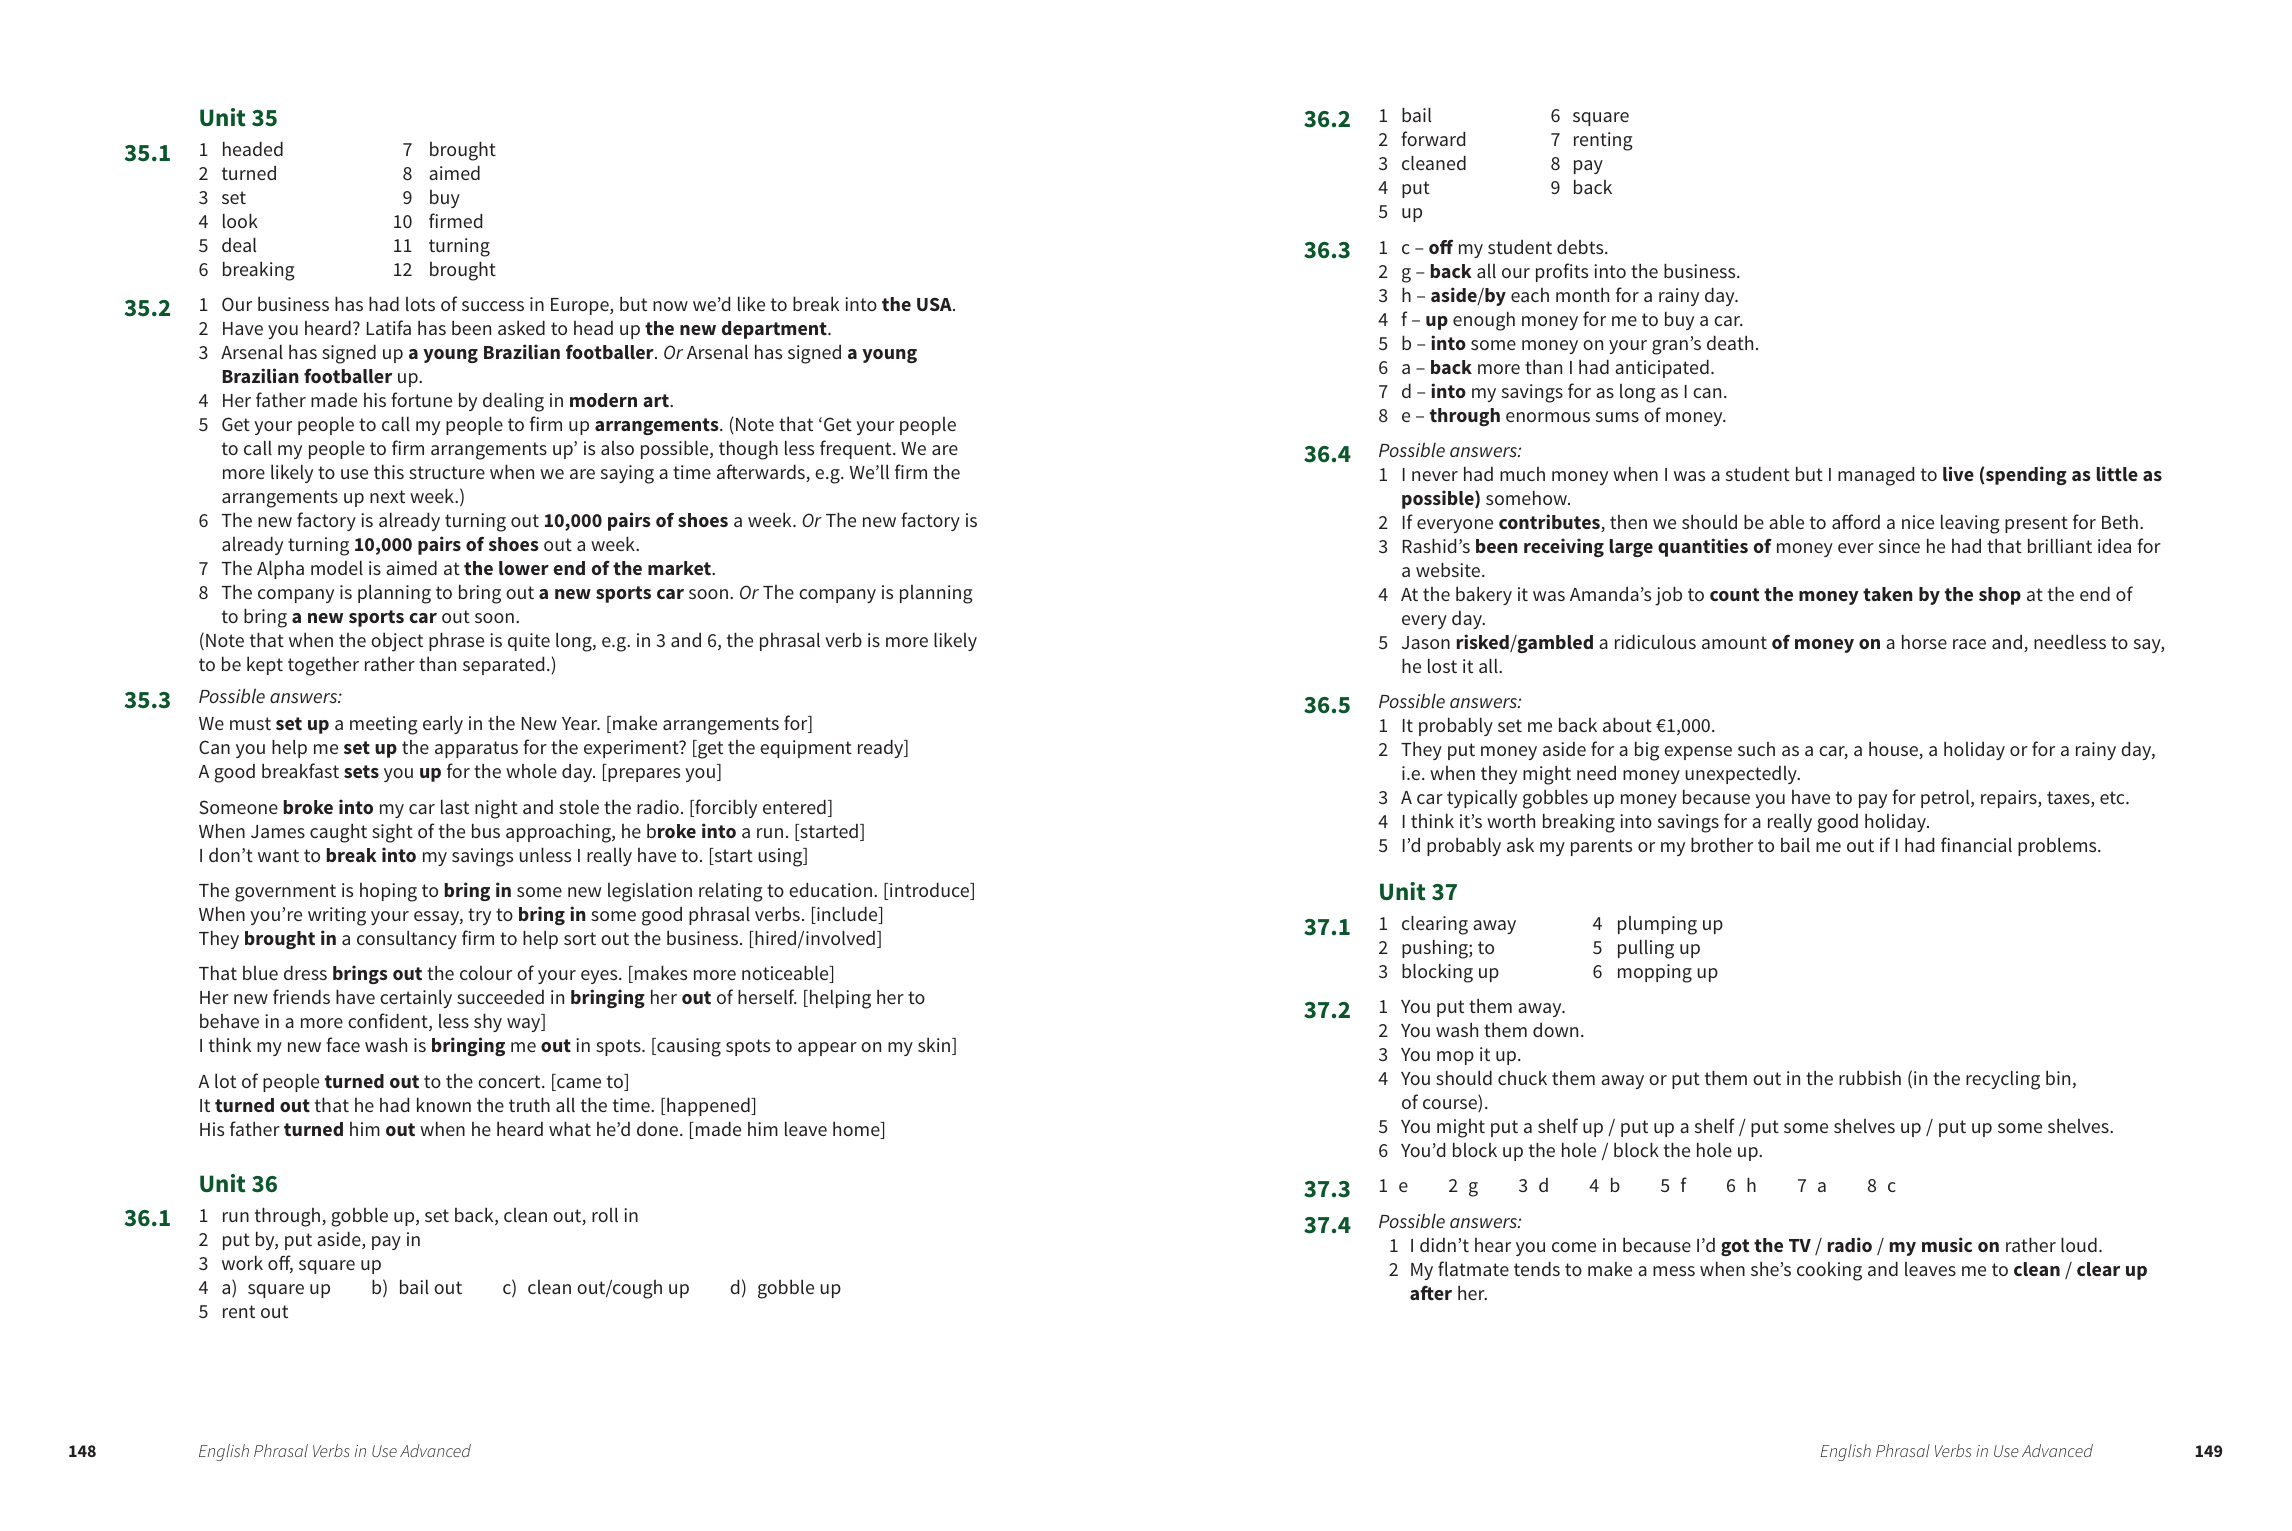 Unit 35
35.1 1 headed 7 brought
2 turned 8 aimed
3 set 9 buy
4 look 10 firmed
5 deal 11 turning
6 breaking 12 brought
35.2 1 Our business has had lots of success in Europe, but now we’d like to break into the USA.
2 Have you heard? Latifa has been asked to head up the new department.
3 Arsenal has signed up a young Brazilian footballer. Or Arsenal has signed a young
Brazilian footballer up.
4 Her father made his fortune by dealing in modern art.
5 Get your people to call my people to firm up arrangements. (Note that ‘Get your people
to call my people to firm arrangements up’ is also possible, though less frequent. We are
more likely to use this structure when we are saying a time afterwards, e.g. We’ll firm the
arrangements up next week.)
6 The new factory is already turning out 10,000 pairs of shoes a week. Or The new factory is
already turning 10,000 pairs of shoes out a week.
7 The Alpha model is aimed at the lower end of the market.
8 The company is planning to bring out a new sports car soon. Or The company is planning
to bring a new sports car out soon.
(Note that when the object phrase is quite long, e.g. in 3 and 6, the phrasal verb is more likely
to be kept together rather than separated.)
35.3 Possible answers:
We must set up a meeting early in the New Year. [make arrangements for]
Can you help me set up the apparatus for the experiment? [get the equipment ready]
A good breakfast sets you up for the whole day. [prepares you]
Someone broke into my car last night and stole the radio. [forcibly entered]
When James caught sight of the bus approaching, he broke into a run. [started]
I don’t want to break into my savings unless I really have to. [start using]
The government is hoping to bring in some new legislation relating to education. [introduce]
When you’re writing your essay, try to bring in some good phrasal verbs. [include]
They brought in a consultancy firm to help sort out the business. [hired/involved]
That blue dress brings out the colour of your eyes. [makes more noticeable]
Her new friends have certainly succeeded in bringing her out of herself. [helping her to
behave in a more confident, less shy way]
I think my new face wash is bringing me out in spots. [causing spots to appear on my skin]
A lot of people turned out to the concert. [came to]
It turned out that he had known the truth all the time. [happened]
His father turned him out when he heard what he’d done. [made him leave home]
Unit 36
36.1 1 run through, gobble up, set back, clean out, roll in
2 put by, put aside, pay in
3 work off, square up
4 a) square up b) bail out c) clean out/cough up d) gobble up
5 rent out
148 English Phrasal Verbs in Use Advanced
36.2 1 bail 6 square
2 forward 7 renting
3 cleaned 8 pay
4 put 9 back
5 up
36.3 1 c – off my student debts.
2 g – back all our profits into the business.
3 h – aside/by each month for a rainy day.
4 f – up enough money for me to buy a car.
5 b – into some money on your gran’s death.
6 a – back more than I had anticipated.
7 d – into my savings for as long as I can.
8 e – through enormous sums of money.
36.4 Possible answers:
1 I never had much money when I was a student but I managed to live (spending as little as
possible) somehow.
2 If everyone contributes, then we should be able to afford a nice leaving present for Beth.
3 Rashid’s been receiving large quantities of money ever since he had that brilliant idea for
a website.
4 At the bakery it was Amanda’s job to count the money taken by the shop at the end of
every day.
5 Jason risked/gambled a ridiculous amount of money on a horse race and, needless to say,
he lost it all.
36.5 Possible answers:
1 It probably set me back about €1,000.
2 They put money aside for a big expense such as a car, a house, a holiday or for a rainy day,
i.e. when they might need money unexpectedly.
3 A car typically gobbles up money because you have to pay for petrol, repairs, taxes, etc.
4 I think it’s worth breaking into savings for a really good holiday.
5 I’d probably ask my parents or my brother to bail me out if I had financial problems.
Unit 37
37.1 1 clearing away 4 plumping up
2 pushing; to 5 pulling up
3 blocking up 6 mopping up
37.2 1 You put them away.
2 You wash them down.
3 You mop it up.
4 You should chuck them away or put them out in the rubbish (in the recycling bin,
of course).
5 You might put a shelf up / put up a shelf / put some shelves up / put up some shelves.
6 You’d block up the hole / block the hole up.
37.3 1 e 2 g 3 d 4 b 5 f 6 h 7 a 8 c
37.4 Possible answers:
1 I didn’t hear you come in because I’d got the TV / radio / my music on rather loud.
2 My flatmate tends to make a mess when she’s cooking and leaves me to clean / clear up
after her.
English Phrasal Verbs in Use Advanced 149